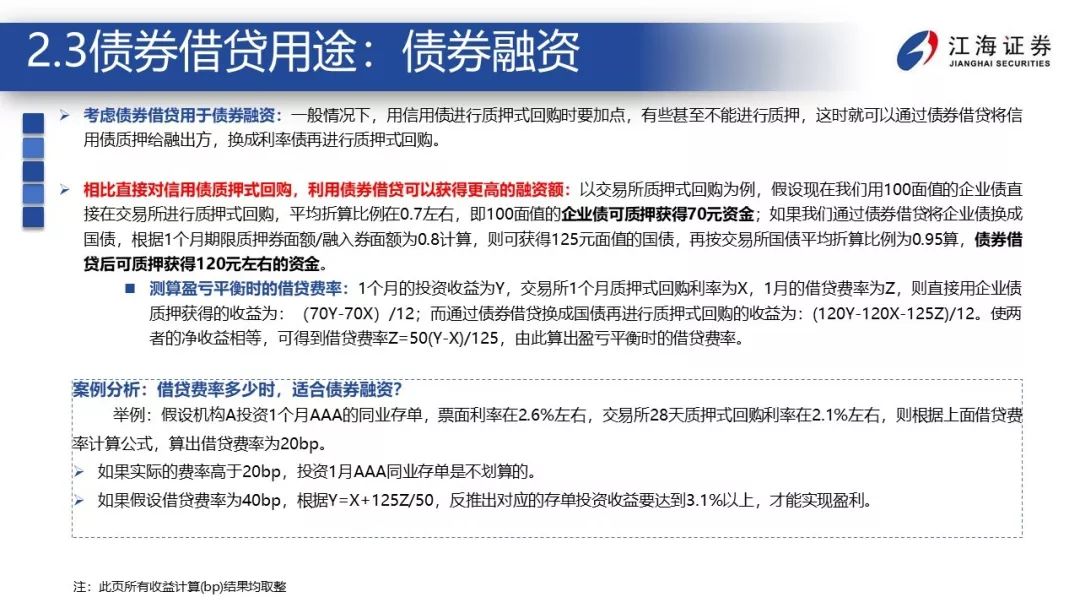 2.3债券借贷用途：债券融资
江海证券
JIANGHAI SECURITIES
考虑债券借贷用于债券融资：一般情况下，用信用债进行质押式回购时要加点，有些甚至不能进行质押，这时就可以通过债券借贷将信
用债质押给融出方，换成利率债再进行质押式回购。
相比直接对信用债质押式回购，利用债券借贷可以获得更高的融资额：以交易所质押式回购为例，假设现在我们用100面值的企业债直
接在交易所进行质押式回购，平均折算比例在0.7左右，即100面值的企业债可质押获得70元资金；如果我们通过债券借贷将企业债换成
国债，根据1个月期限质押券面额/融入券面额为0.8计算，则可获得125元面值的国债，再按交易所国债平均折算比例为0.95算，债券借
贷后可质押获得120元左右的资金。
测算盈亏平衡时的借贷费率：1个月的投资收益为Y，交易所1个月质押式回购利率为X，1月的借贷费率为Z，则直接用企业债
质押获得的收益为：（70Y-70X）/12；而通过债券借贷换成国债再进行质押式回购的收益为：(120Y-120X-125Z)/12。使两
者的净收益相等，可得到借贷费率Z=50(Y-X)/125，由此算出盈亏平衡时的借贷费率。
案例分析：借贷费率多少时，适合债券融资？
举例：假设机构A投资1个月AAA的同业存单，票面利率在2.6%左右，交易所28天质押式回购利率在2.1%左右，则根据上面借贷费
率计算公式，算出借贷费率为20bp。
如果实际的费率高于20bp，投资1月AAA同业存单是不划算的。
如果假设借贷费率为40bp，根据Y=X+125Z/50，反推出对应的存单投资收益要达到3.1%以上，才能实现盈利。
注：此页所有收益计算(bp)结果均取整